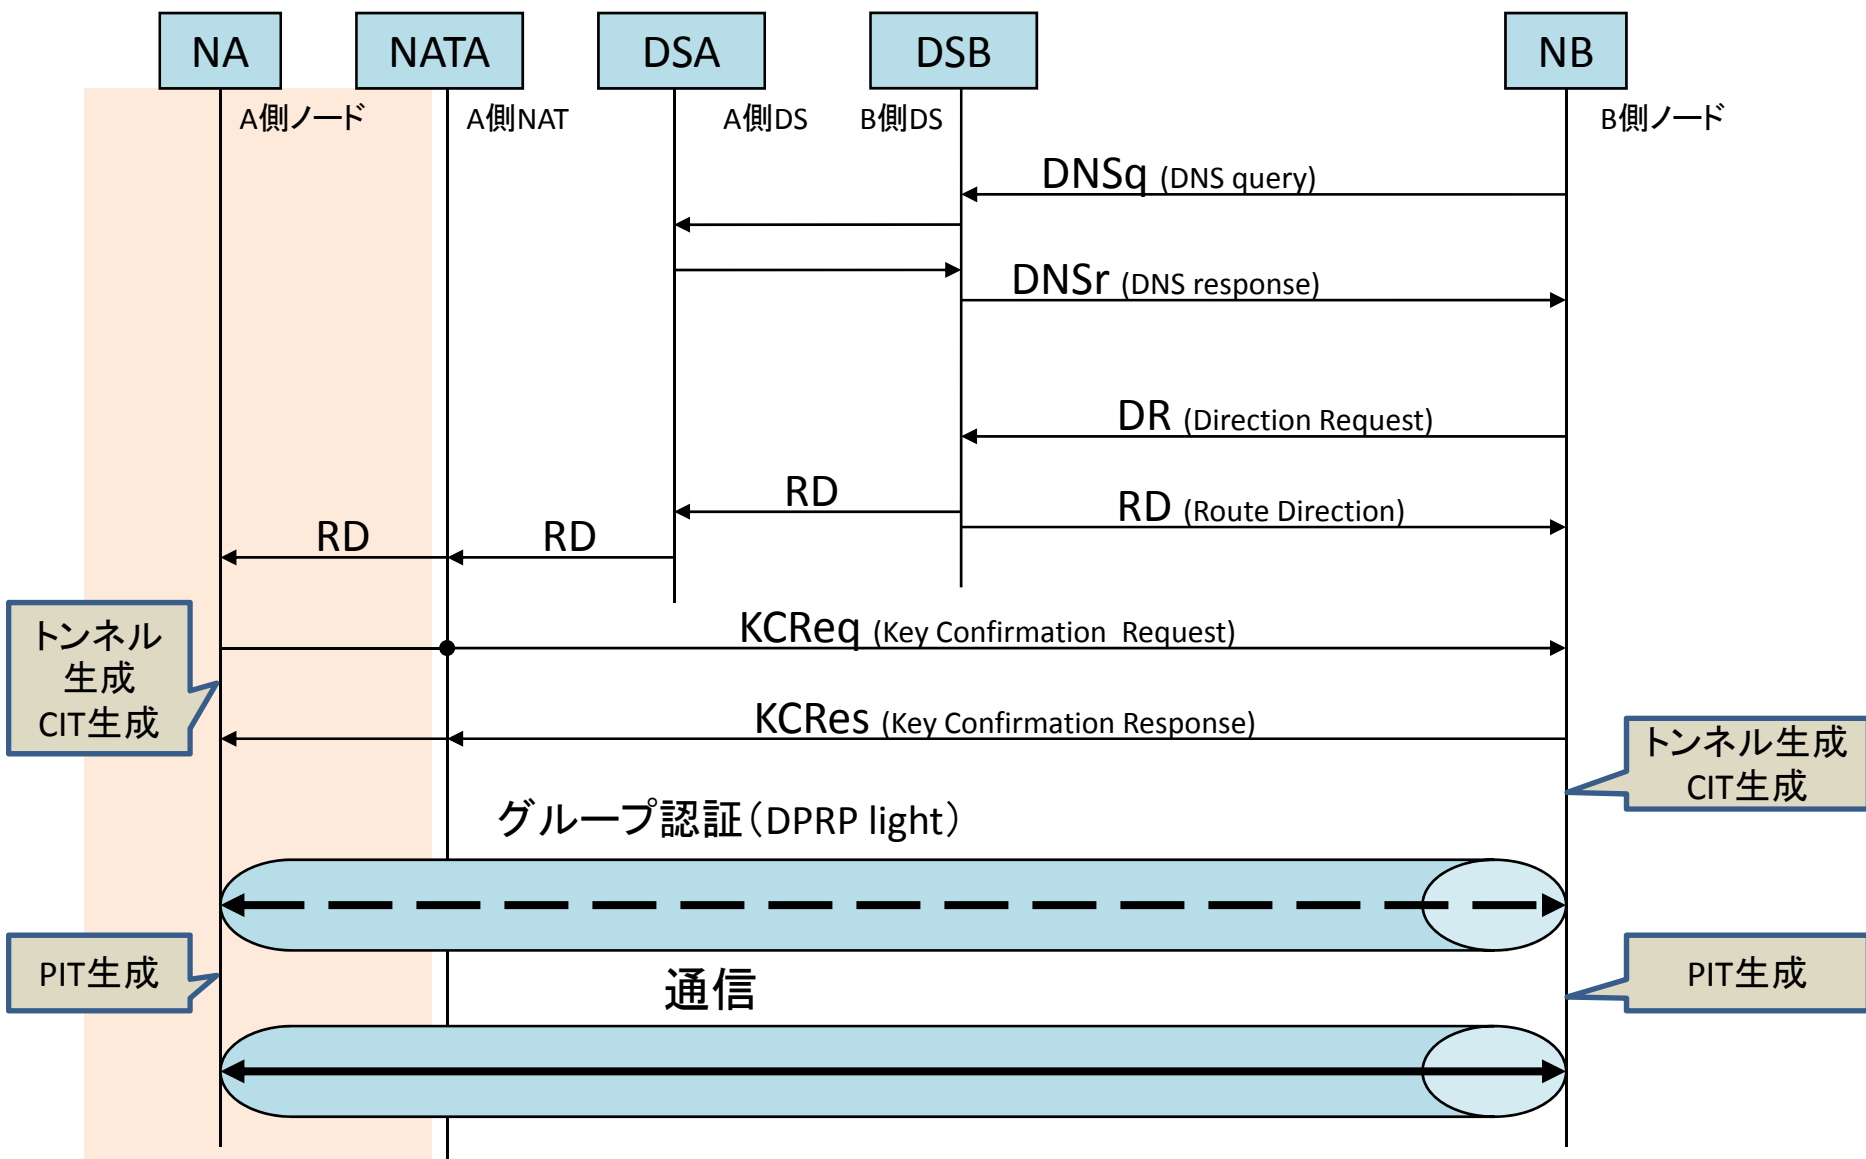 NA
NATA
DSA
DSB
NB
A側ノード
A側NAT
A側DS
B側DS
B側ノード
DNSq (DNS query)
DNSr (DNS response)
DR (Direction Request)
RD
RD (Route Direction)
RD
RD
トンネル
生成
CIT生成
KCReq (Key Confirmation Request)
KCRes (Key Confirmation Response)
トンネル生成
CIT生成
グループ認証(DPRP light)
PIT生成
通信
PIT生成